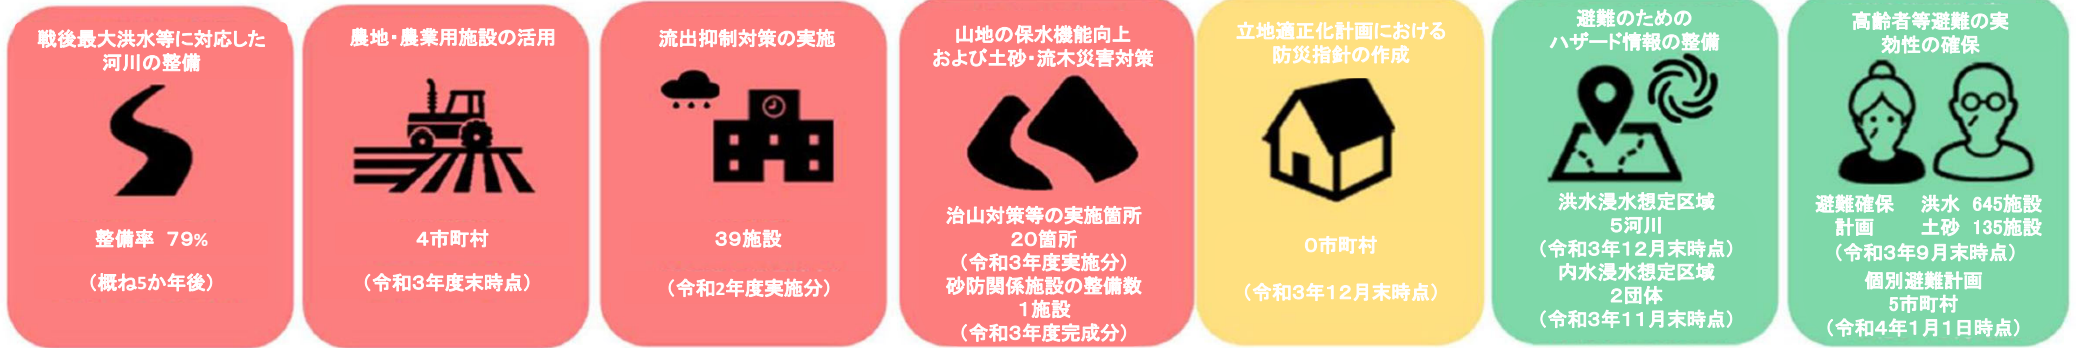 戦後最大洪水等に対応した
河川の整備
整備率 79%
(概ね5か年後)
農地・農業用施設の活用
4市町村
(令和3年度末時点)
流出抑制対策の実施
39施設
(令和2年度実施分)
山地の保水機能向上
および土砂・流木災害対策
治山対策等の実施箇所
20箇所
(令和3年度実施分)
砂防関係施設の整備数
1施設
(令和3年度完成分)
立地適正化計画における
防災指針の作成
0市町村
(令和3年12月末時点)
避難のための
ハザード情報の整備
洪水浸水想定区域
5河川
(令和3年12月末時点)
内水浸水想定区域
2団体
(令和3年11月末時点)
高齢者等避難の実
効性の確保
避難確保 洪水 645施設
計画 土砂 135施設
(令和3年9月末時点)
個別避難計画
5市町村
(令和4年1月1日時点)